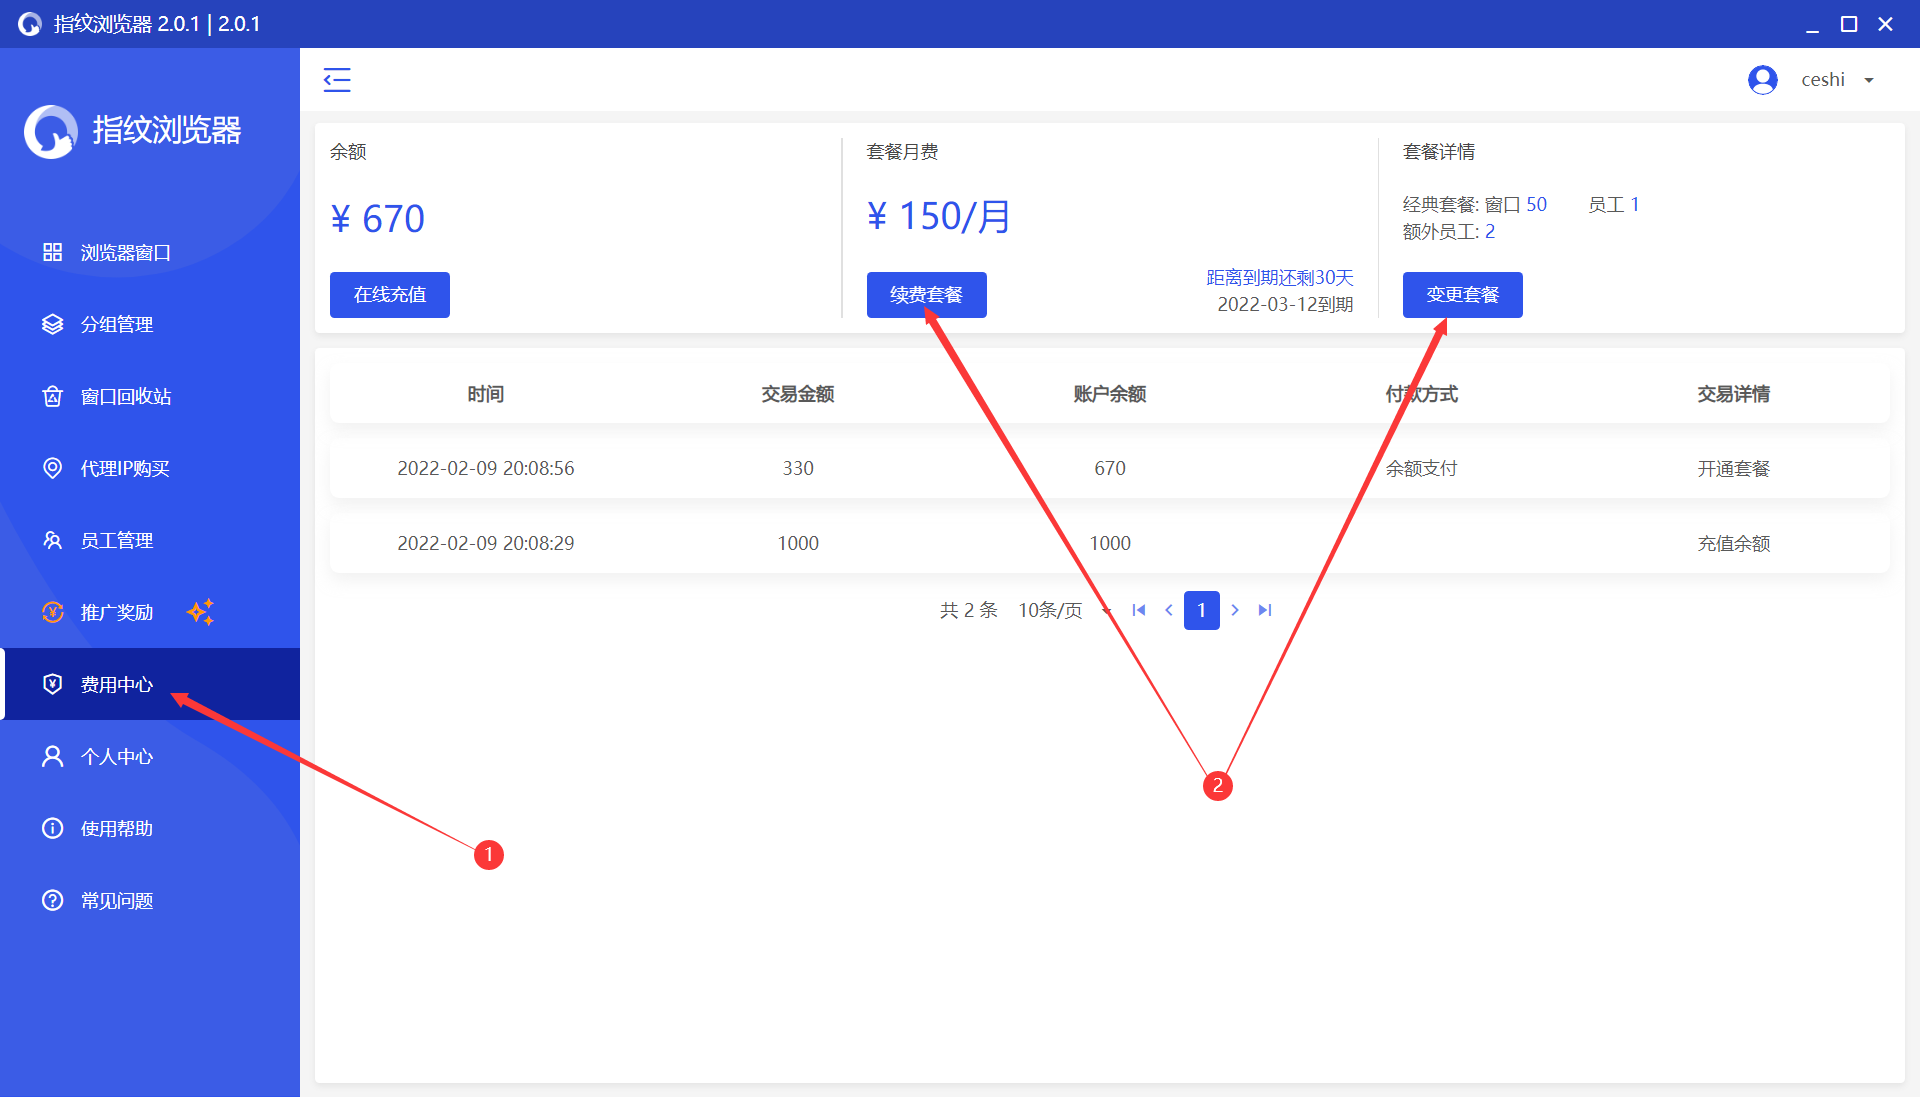 指纹浏览器 2.0.1 | 2.0.1
指纹浏览器
浏览器窗口
分组管理
窗口回收站
代理IP购买
员工管理
推广奖励
费用中心
个人中心
使用帮助
常见问题
ceshi
余额
¥ 670
在线充值
套餐月费
¥ 150/月
续费套餐
距离到期还剩30天
2022-03-12到期
套餐详情
经典套餐: 窗口 50 员工 1
额外员工: 2
变更套餐
时间 交易金额 账户余额 付款方式 交易详情
2022-02-09 20:08:56 330 670 余额支付 开通套餐
2022-02-09 20:08:29 1000 1000 充值余额
共 2 条 10条/页 1
2
1